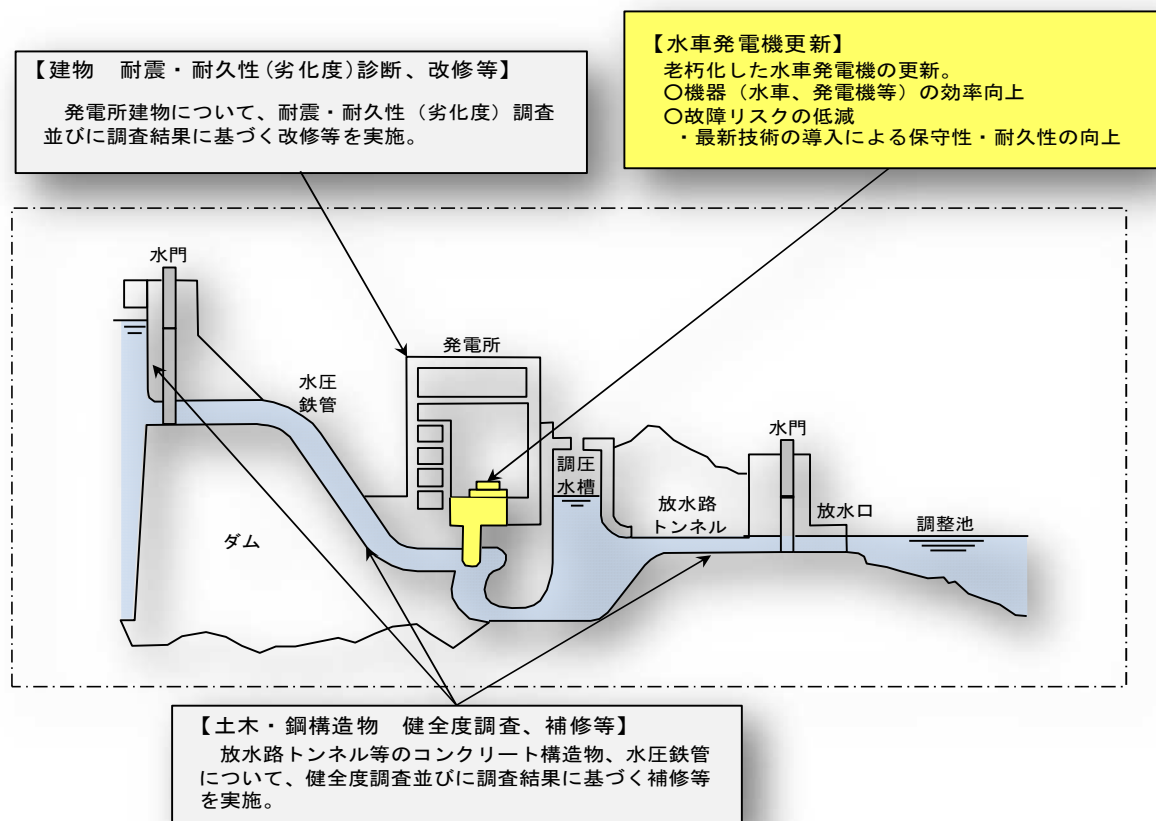 【建物　耐震・耐久性(劣化度)診断、改修等】
発電所建物について、耐震・耐久性（劣化度）調査
並びに調査結果に基づく改修等を実施。
【水車発電機更新】
老朽化した水車発電機の更新。
〇機器（水車、発電機等）の効率向上
〇故障リスクの低減
・最新技術の導入による保守性・耐久性の向上
水門
発電所
水圧
鉄管
水門
調圧
水槽
放水路
トンネル
放水口
調整池
ダム
【土木・鋼構造物　健全度調査、補修等】
放水路トンネル等のコンクリート構造物、水圧鉄管
について、健全度調査並びに調査結果に基づく補修等
を実施。